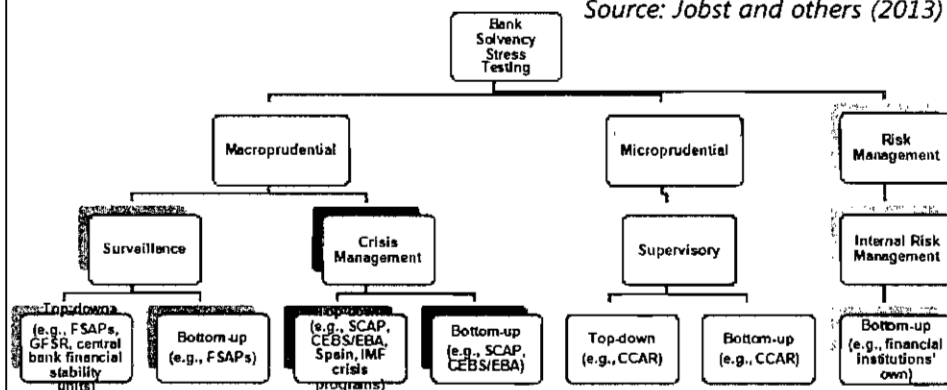 Source: Jobst and others (2013)
Bank
Solvency
Stress
Testing
Macroprudential
Microprudential
Risk
Management
Surveillance
Crisis
Management
Supervisory
Internal Risk
Management
Top-down
(e.g., FSAPs,
GFSR, central
bank financial
stability
units)
Bottom-up
(e.g., FSAPs)
Top-down
(e.g., SCAP,
CEBS/EBA,
Spain, IMF
crisis
programs)
Bottom-up
(e.g., SCAP,
CEBS/EBA)
Top-down
(e.g., CCAR)
Bottom-up
(e.g., CCAR)
Bottom-up
(e.g., financial
institutions'
own)